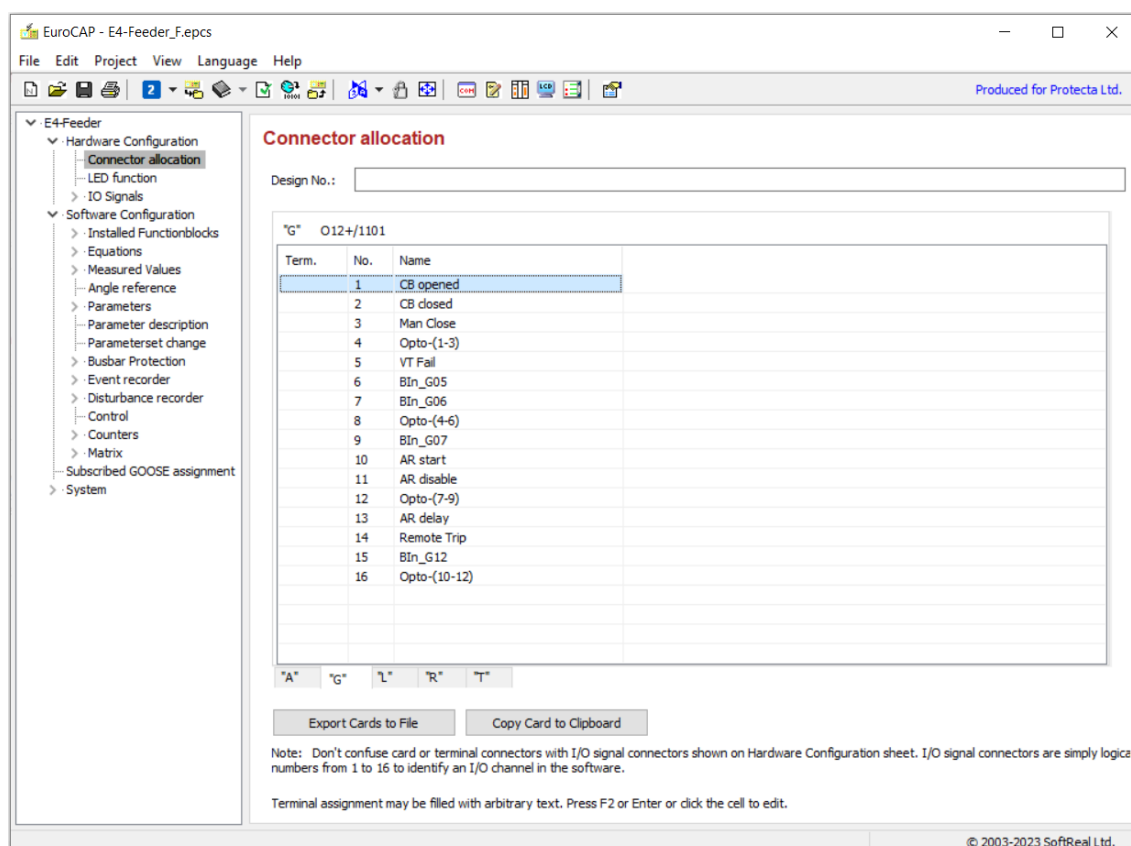 EuroCAP - E4-Feeder_F.epcs
File Edit Project View Language Help
2
COM
LCD
Produced for Protecta Ltd.
E4-Feeder
Hardware Configuration
Connector allocation
LED function
IO Signals
Software Configuration
Installed Functionblocks
Equations
Measured Values
Angle reference
Parameters
Parameter description
Parameterset change
Busbar Protection
Event recorder
Disturbance recorder
Control
Counters
Matrix
Subscribed GOOSE assignment
System
Connector allocation
Design No.:
"G" O12+/1101
Term. No. Name
1 CB opened
2 CB closed
3 Man Close
4 Opto-(1-3)
5 VT Fail
6 BIn_G05
7 BIn_G06
8 Opto-(4-6)
9 BIn_G07
10 AR start
11 AR disable
12 Opto-(7-9)
13 AR delay
14 Remote Trip
15 BIn_G12
16 Opto-(10-12)
"A" "G" "L" "R" "T"
Export Cards to File Copy Card to Clipboard
Note: Don't confuse card or terminal connectors with I/O signal connectors shown on Hardware Configuration sheet. I/O signal connectors are simply logica
numbers from 1 to 16 to identify an I/O channel in the software.
Terminal assignment may be filled with arbitrary text. Press F2 or Enter or click the cell to edit.
© 2003-2023 SoftReal Ltd.